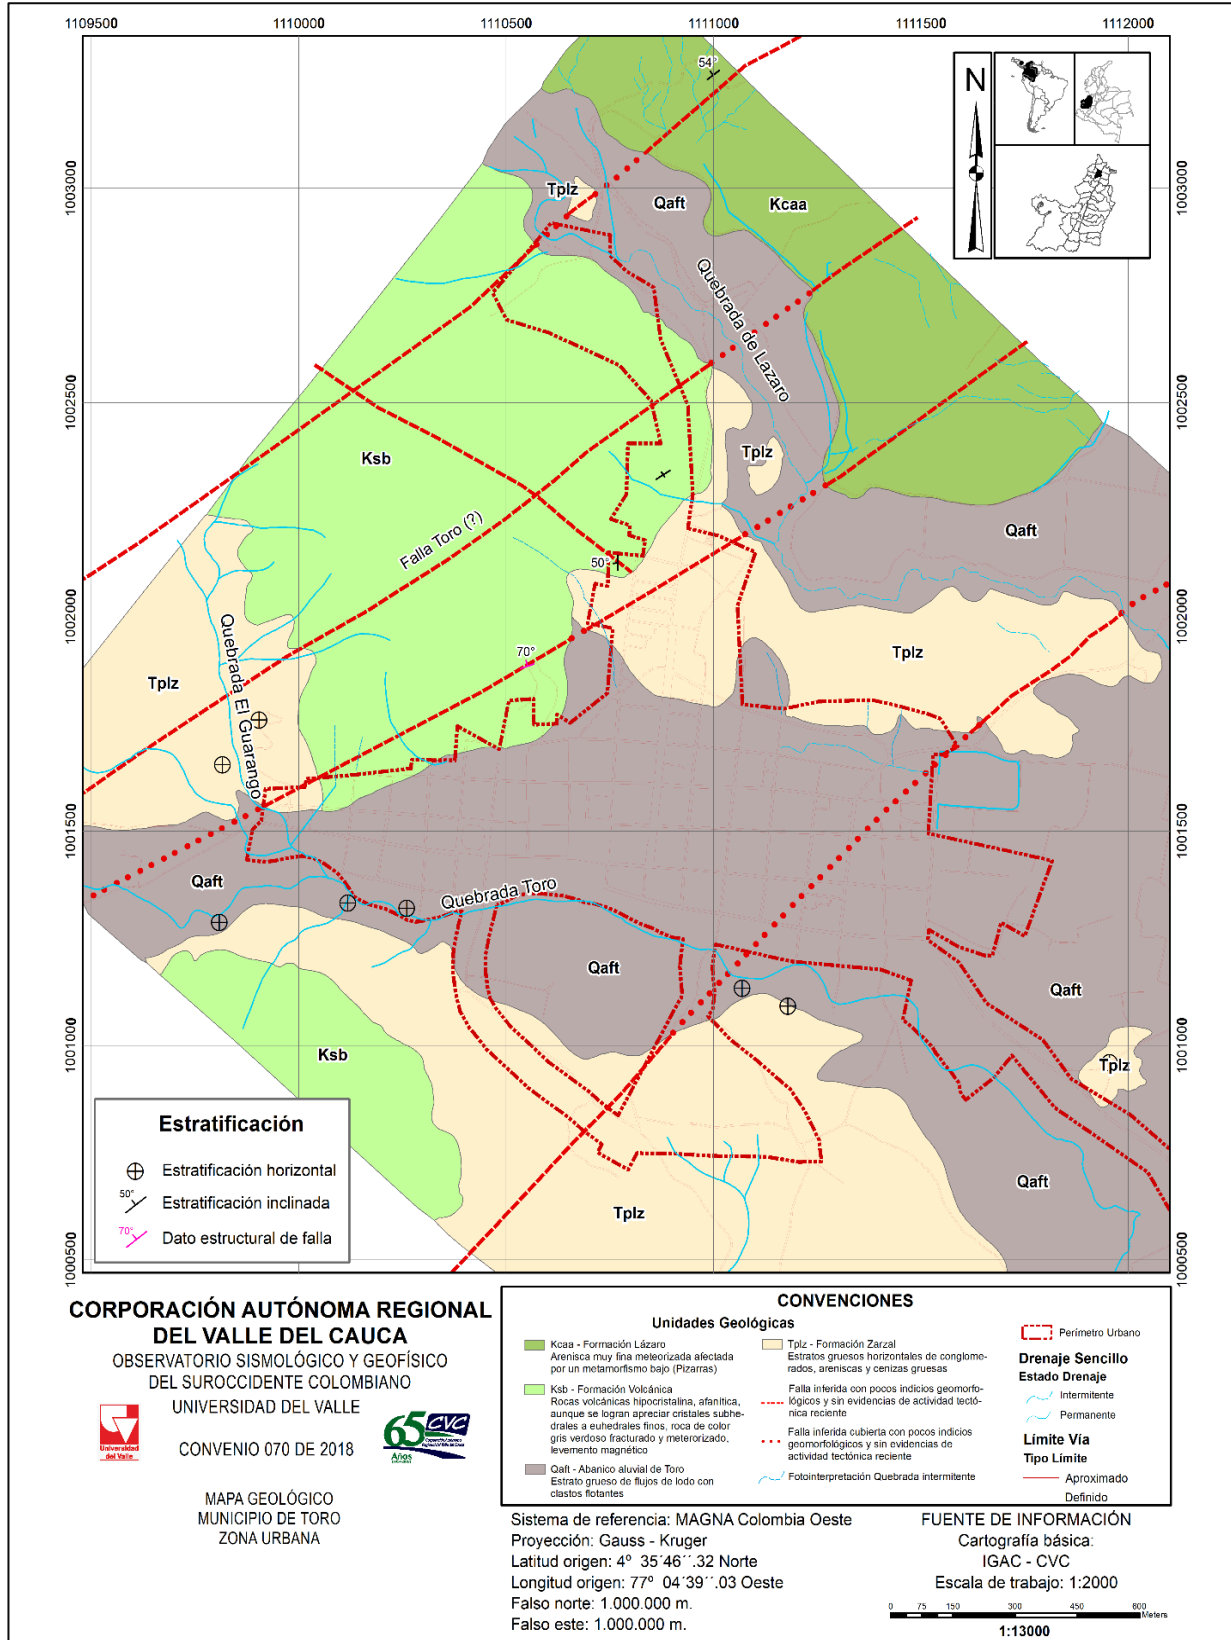 1109500
1110000
1110500
1111000
1111500
1112000
54°
N
1003000
1003000
Tplz
Qaft
Kcaa
Quebrada de Lazaro
1002500
1002500
Ksb
Tplz
Falla Toro (?)
Qaft
50°
1002000
1002000
Quebrada El Guarango
Tplz
70°
Tplz
1001500
1001500
Qaft
Quebrada Toro
Qaft
Qaft
1001000
1001000
Ksb
Tplz
Qaft
Tplz
1000500
1000500
Estratificación
Estratificación horizontal
50°
Estratificación inclinada
70°
Dato estructural de falla
CORPORACIÓN AUTÓNOMA REGIONAL
DEL VALLE DEL CAUCA
OBSERVATORIO SISMOLÓGICO Y GEOFÍSICO
DEL SUROCCIDENTE COLOMBIANO
UNIVERSIDAD DEL VALLE
Universidad
del Valle
CONVENIO 070 DE 2018
65
Años
CVC
MAPA GEOLÓGICO
MUNICIPIO DE TORO
ZONA URBANA
CONVENCIONES
Unidades Geológicas
Kcaa - Formación Lázaro
Arenisca muy fina meteorizada afectada
por un metamorfismo bajo (Pizarras)
Ksb - Formación Volcánica
Rocas volcánicas hipocristalina, afanítica,
aunque se logran apreciar cristales subhe-
drales a euhedrales finos, roca de color
gris verdoso fracturado y meterorizado,
levemento magnético
Qaft - Abanico aluvial de Toro
Estrato grueso de flujos de lodo con
clastos flotantes
Tplz - Formación Zarzal
Estratos gruesos horizontales de conglome-
rados, areniscas y cenizas gruesas
Falla inferida con pocos indicios geomorfo-
lógicos y sin evidencias de actividad tectó-
nica reciente
Falla inferida cubierta con pocos indicios
geomorfológicos y sin evidencias de
actividad tectónica reciente
Fotointerpretación Quebrada intermitente
Perímetro Urbano
Drenaje Sencillo
Estado Drenaje
Intermitente
Permanente
Límite Vía
Tipo Límite
Aproximado
Definido
Sistema de referencia: MAGNA Colombia Oeste
Proyección: Gauss - Kruger
Latitud origen: 4º 35´46´´.32 Norte
Longitud origen: 77º 04´39´´.03 Oeste
Falso norte: 1.000.000 m.
Falso este: 1.000.000 m.
FUENTE DE INFORMACIÓN
Cartografía básica:
IGAC - CVC
Escala de trabajo: 1:2000
0 75 150 300 450 600
Meters
1:13000